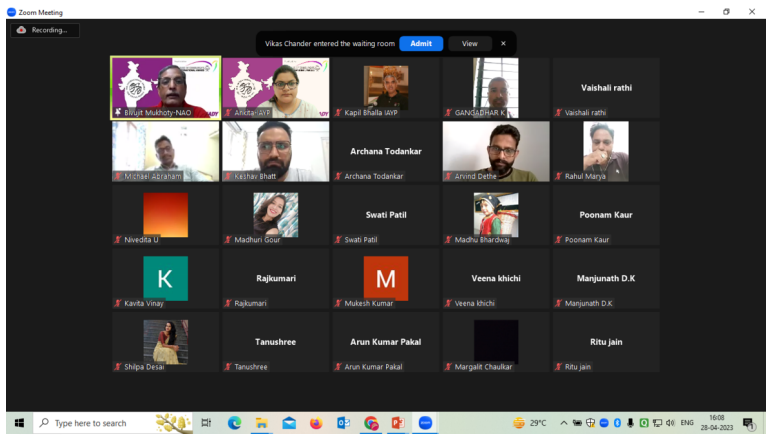 Zoom Meeting
Recording...
Vikas Chander entered the waiting room Admit View
Bivujit Mukhoty-NAO
Ankita-IAYP
Kapil Bhalla IAYP
GANGADHAR K
Vaishali rathi
Vaishali rathi
Michael Abraham
Keshav Bhatt
Archana Todankar
Archana Todankar
Arvind Dethe
Rahul Marya
Nivedita U
Madhuri Gour
Swati Patil
Swati Patil
Madhu Bhardwaj
Poonam Kaur
Poonam Kaur
K
Kavita Vinay
Rajkumari
Rajkumari
M
Mukesh Kumar
Veena khichi
Veena khichi
Manjunath D.K
Manjunath D.K
Shilpa Desai
Tanushree
Tanushree
Arun Kumar Pakal
Arun Kumar Pakal
Margalit Chaulkar
Ritu jain
Ritu jain
Type here to search
29°C
ENG
16:08
28-04-2023